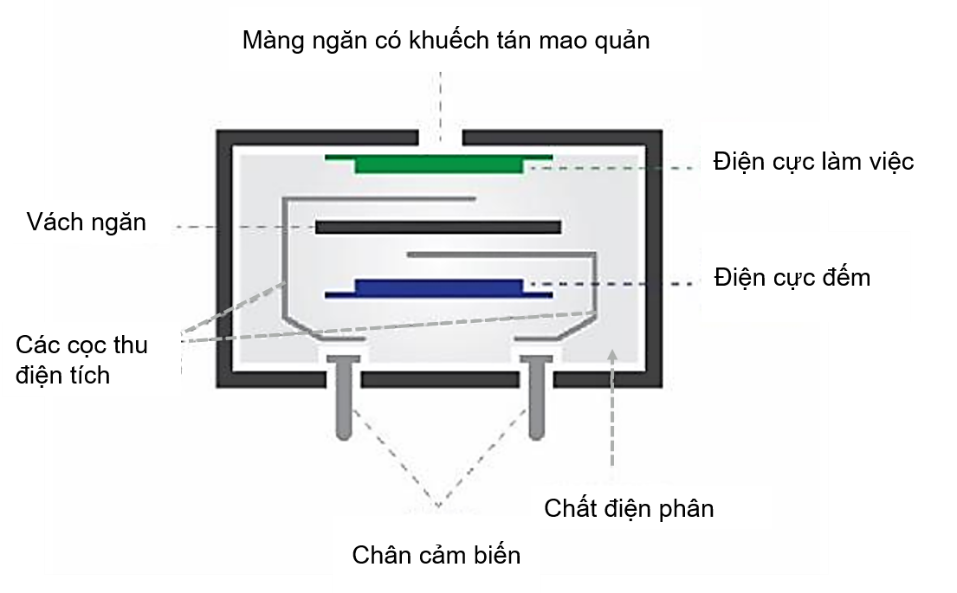 Màng ngăn có khuếch tán mao quản
Điện cực làm việc
Vách ngăn
Điện cực đếm
Các cọc thu
điện tích
Chất điện phân
Chân cảm biến